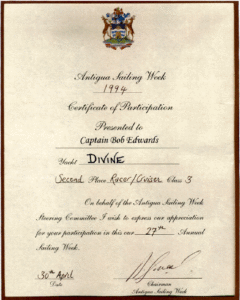 Antigua Sailing Week
1994
Certificate of Participation
Presented to
Captain Bob Edwards
Yacht DIVINE
Second Place Racer/Cruiser Class 3
On behalf of the Antigua Sailing Week
Steering Committee I wish to express our appreciation
for your participation in this our 27th Annual
Sailing Week.
30th April
Date
Chairman
Antigua Sailing Week